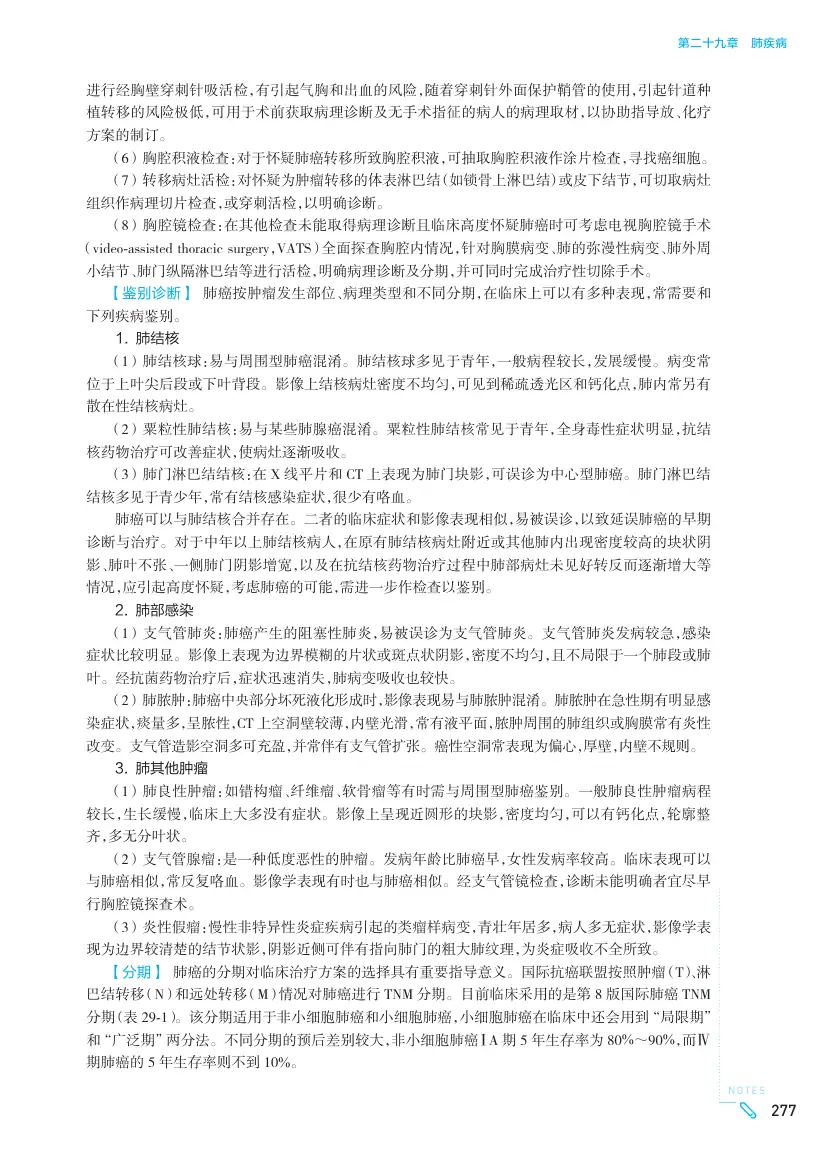 第二十九章　肺疾病
进行经胸壁穿刺针吸活检,有引起气胸和出血的风险,随着穿刺针外面保护鞘管的使用,引起针道种
植转移的风险极低,可用于术前获取病理诊断及无手术指征的病人的病理取材,以协助指导放、化疗
方案的制订。
（6）胸腔积液检查:对于怀疑肺癌转移所致胸腔积液,可抽取胸腔积液作涂片检查,寻找癌细胞。
（7）转移病灶活检:对怀疑为肿瘤转移的体表淋巴结(如锁骨上淋巴结)或皮下结节,可切取病灶
组织作病理切片检查,或穿刺活检,以明确诊断。
（8）胸腔镜检查:在其他检查未能取得病理诊断且临床高度怀疑肺癌时可考虑电视胸腔镜手术
（video-assisted thoracic surgery,VATS）全面探查胸腔内情况,针对胸膜病变、肺的弥漫性病变、肺外周
小结节、肺门纵隔淋巴结等进行活检,明确病理诊断及分期,并可同时完成治疗性切除手术。
【鉴别诊断】 肺癌按肿瘤发生部位、病理类型和不同分期,在临床上可以有多种表现,常需要和
下列疾病鉴别。
1. 肺结核
（1）肺结核球:易与周围型肺癌混淆。肺结核球多见于青年,一般病程较长,发展缓慢。病变常
位于上叶尖后段或下叶背段。影像上结核病灶密度不均匀,可见到稀疏透光区和钙化点,肺内常另有
散在性结核病灶。
（2）粟粒性肺结核:易与某些肺腺癌混淆。粟粒性肺结核常见于青年,全身毒性症状明显,抗结
核药物治疗可改善症状,使病灶逐渐吸收。
（3）肺门淋巴结结核:在 X 线平片和 CT 上表现为肺门块影,可误诊为中心型肺癌。肺门淋巴结
结核多见于青少年,常有结核感染症状,很少有咯血。
肺癌可以与肺结核合并存在。二者的临床症状和影像表现相似,易被误诊,以致延误肺癌的早期
诊断与治疗。对于中年以上肺结核病人,在原有肺结核病灶附近或其他肺内出现密度较高的块状阴
影、肺叶不张、一侧肺门阴影增宽,以及在抗结核药物治疗过程中肺部病灶未见好转反而逐渐增大等
情况,应引起高度怀疑,考虑肺癌的可能,需进一步作检查以鉴别。
2. 肺部感染
（1）支气管肺炎:肺癌产生的阻塞性肺炎,易被误诊为支气管肺炎。支气管肺炎发病较急,感染
症状比较明显。影像上表现为边界模糊的片状或斑点状阴影,密度不均匀,且不局限于一个肺段或肺
叶。经抗菌药物治疗后,症状迅速消失,肺病变吸收也较快。
（2）肺脓肿:肺癌中央部分坏死液化形成时,影像表现易与肺脓肿混淆。肺脓肿在急性期有明显感
染症状,痰量多,呈脓性,CT 上空洞壁较薄,内壁光滑,常有液平面,脓肿周围的肺组织或胸膜常有炎性
改变。支气管造影空洞多可充盈,并常伴有支气管扩张。癌性空洞常表现为偏心,厚壁,内壁不规则。
3. 肺其他肿瘤
（1）肺良性肿瘤:如错构瘤、纤维瘤、软骨瘤等有时需与周围型肺癌鉴别。一般肺良性肿瘤病程
较长,生长缓慢,临床上大多没有症状。影像上呈现近圆形的块影,密度均匀,可以有钙化点,轮廓整
齐,多无分叶状。
（2）支气管腺瘤:是一种低度恶性的肿瘤。发病年龄比肺癌早,女性发病率较高。临床表现可以
与肺癌相似,常反复咯血。影像学表现有时也与肺癌相似。经支气管镜检查,诊断未能明确者宜尽早
行胸腔镜探查术。
（3）炎性假瘤:慢性非特异性炎症疾病引起的类瘤样病变,青壮年居多,病人多无症状,影像学表
现为边界较清楚的结节状影,阴影近侧可伴有指向肺门的粗大肺纹理,为炎症吸收不全所致。
【分期】 肺癌的分期对临床治疗方案的选择具有重要指导意义。国际抗癌联盟按照肿瘤（T）、淋
巴结转移（N）和远处转移（M）情况对肺癌进行 TNM 分期。目前临床采用的是第 8 版国际肺癌 TNM
分期（表 29-1）。该分期适用于非小细胞肺癌和小细胞肺癌,小细胞肺癌在临床中还会用到“局限期”
和“广泛期”两分法。不同分期的预后差别较大,非小细胞肺癌ⅠA 期 5 年生存率为 80%～90%,而Ⅳ
期肺癌的 5 年生存率则不到 10%。
NOTES
277